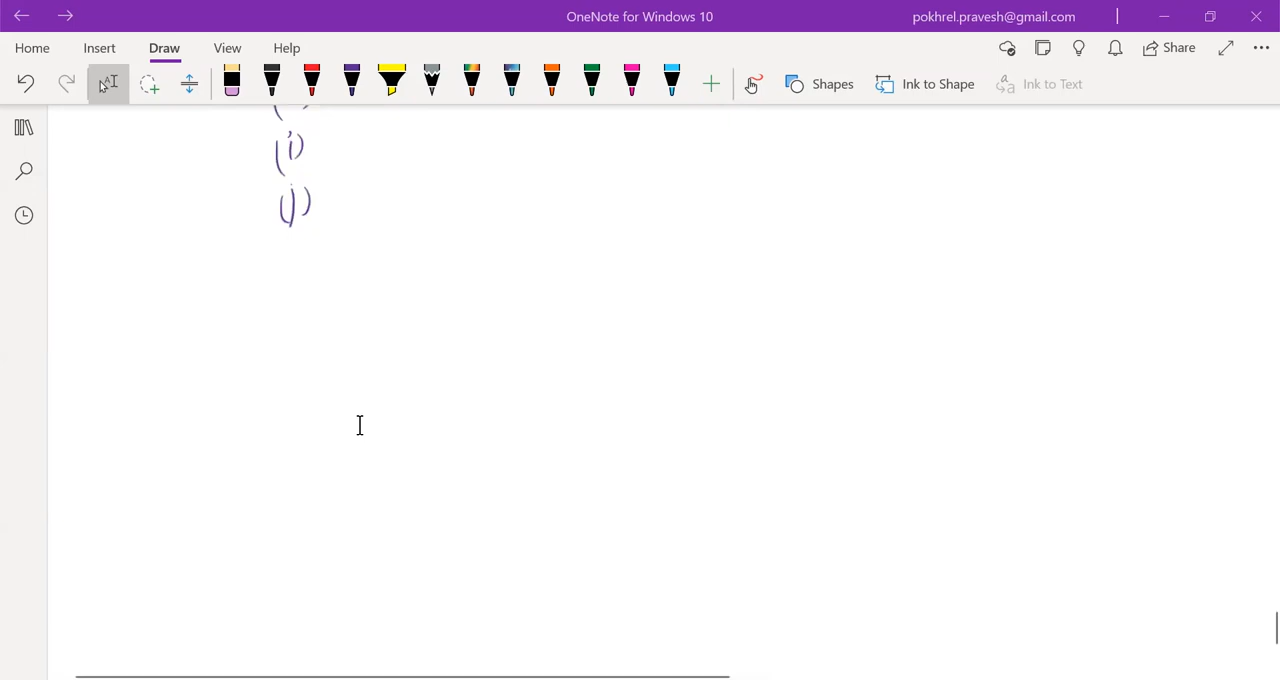 OneNote for Windows 10
pokhrel.pravesh@gmail.com
Home Insert Draw View Help
Share
Shapes
Ink to Shape
Ink to Text
(i)
(j)